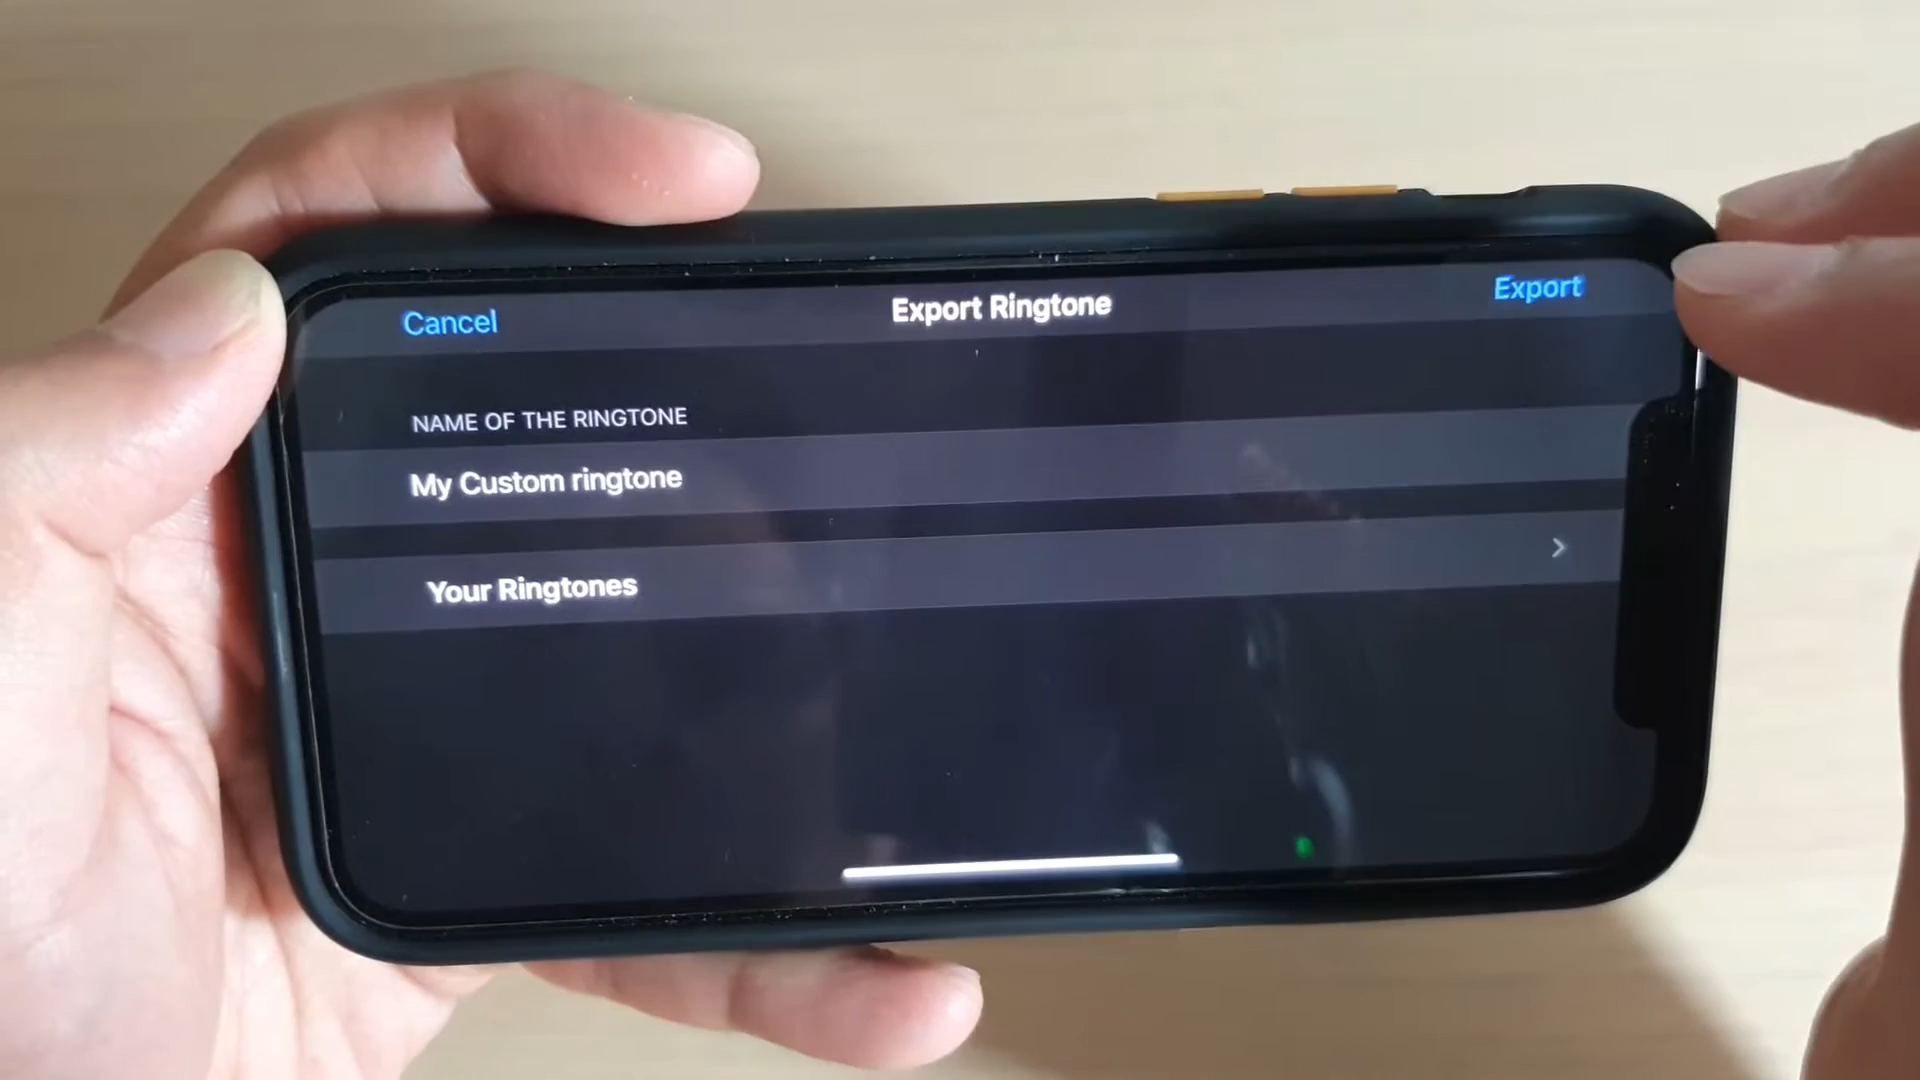 Cancel
Export Ringtone
Export
NAME OF THE RINGTONE
My Custom ringtone
Your Ringtones